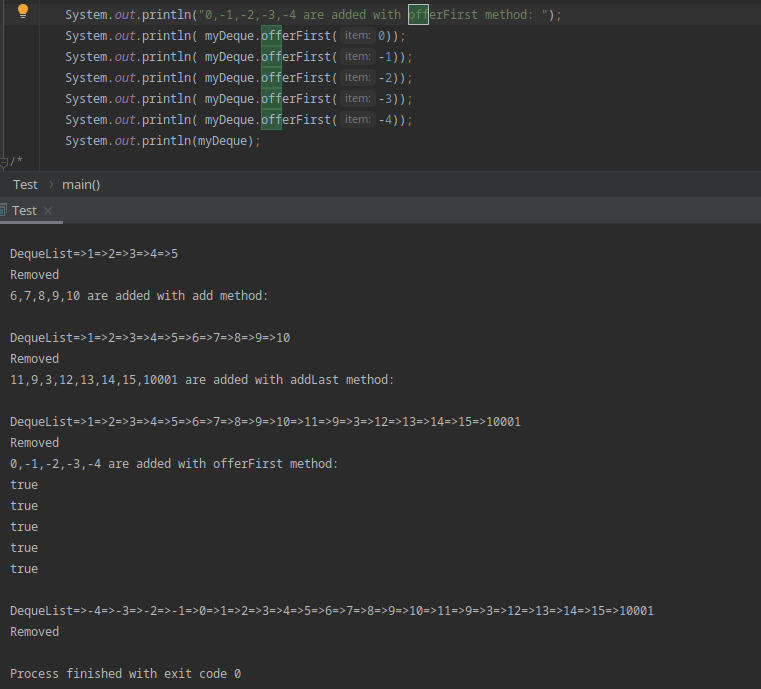 System.out.println("0,-1,-2,-3,-4 are added with offerFirst method: ");
System.out.println( myDeque.offerFirst( item: 0));
System.out.println( myDeque.offerFirst( item: -1));
System.out.println( myDeque.offerFirst( item: -2));
System.out.println( myDeque.offerFirst( item: -3));
System.out.println( myDeque.offerFirst( item: -4));
System.out.println(myDeque);
/*
Test › main()
Test ×
DequeList=>1=>2=>3=>4=>5
Removed
6,7,8,9,10 are added with add method:
DequeList=>1=>2=>3=>4=>5=>6=>7=>8=>9=>10
Removed
11,9,3,12,13,14,15,10001 are added with addLast method:
DequeList=>1=>2=>3=>4=>5=>6=>7=>8=>9=>10=>11=>9=>3=>12=>13=>14=>15=>10001
Removed
0,-1,-2,-3,-4 are added with offerFirst method:
true
true
true
true
true
DequeList=>-4=>-3=>-2=>-1=>0=>1=>2=>3=>4=>5=>6=>7=>8=>9=>10=>11=>9=>3=>12=>13=>14=>15=>10001
Removed
Process finished with exit code 0